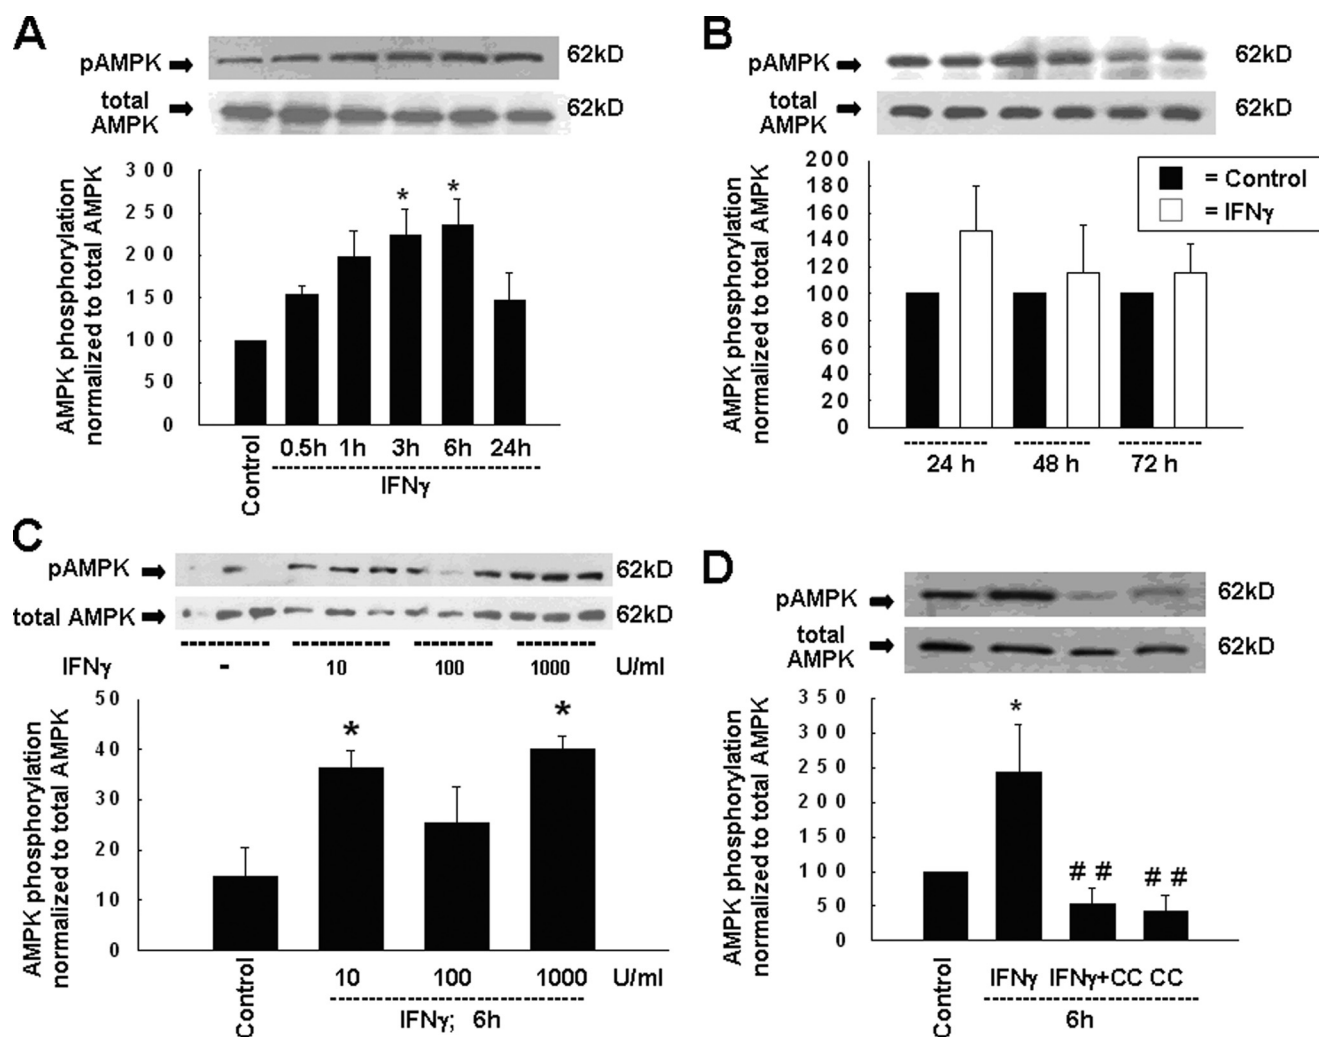 A
pAMPK 62kD
total AMPK 62kD
AMPK phosphorylation
normalized to total AMPK
300
250
200
150
100
50
0
* *
Control 0.5h 1h 3h 6h 24h
IFNγ
B
pAMPK 62kD
total AMPK 62kD
AMPK phosphorylation
normalized to total AMPK
200
180
160
140
120
100
80
60
40
20
0
= Control
= IFNγ
24 h 48 h 72 h
C
pAMPK 62kD
total AMPK 62kD
IFNγ - 10 100 1000 U/ml
AMPK phosphorylation
normalized to total AMPK
50
40
30
20
10
0
* *
Control 10 100 1000 U/ml
IFNγ; 6h
D
pAMPK 62kD
total AMPK 62kD
AMPK phosphorylation
normalized to total AMPK
350
300
250
200
150
100
50
0
*
## ##
Control IFNγ IFNγ+CC CC
6h